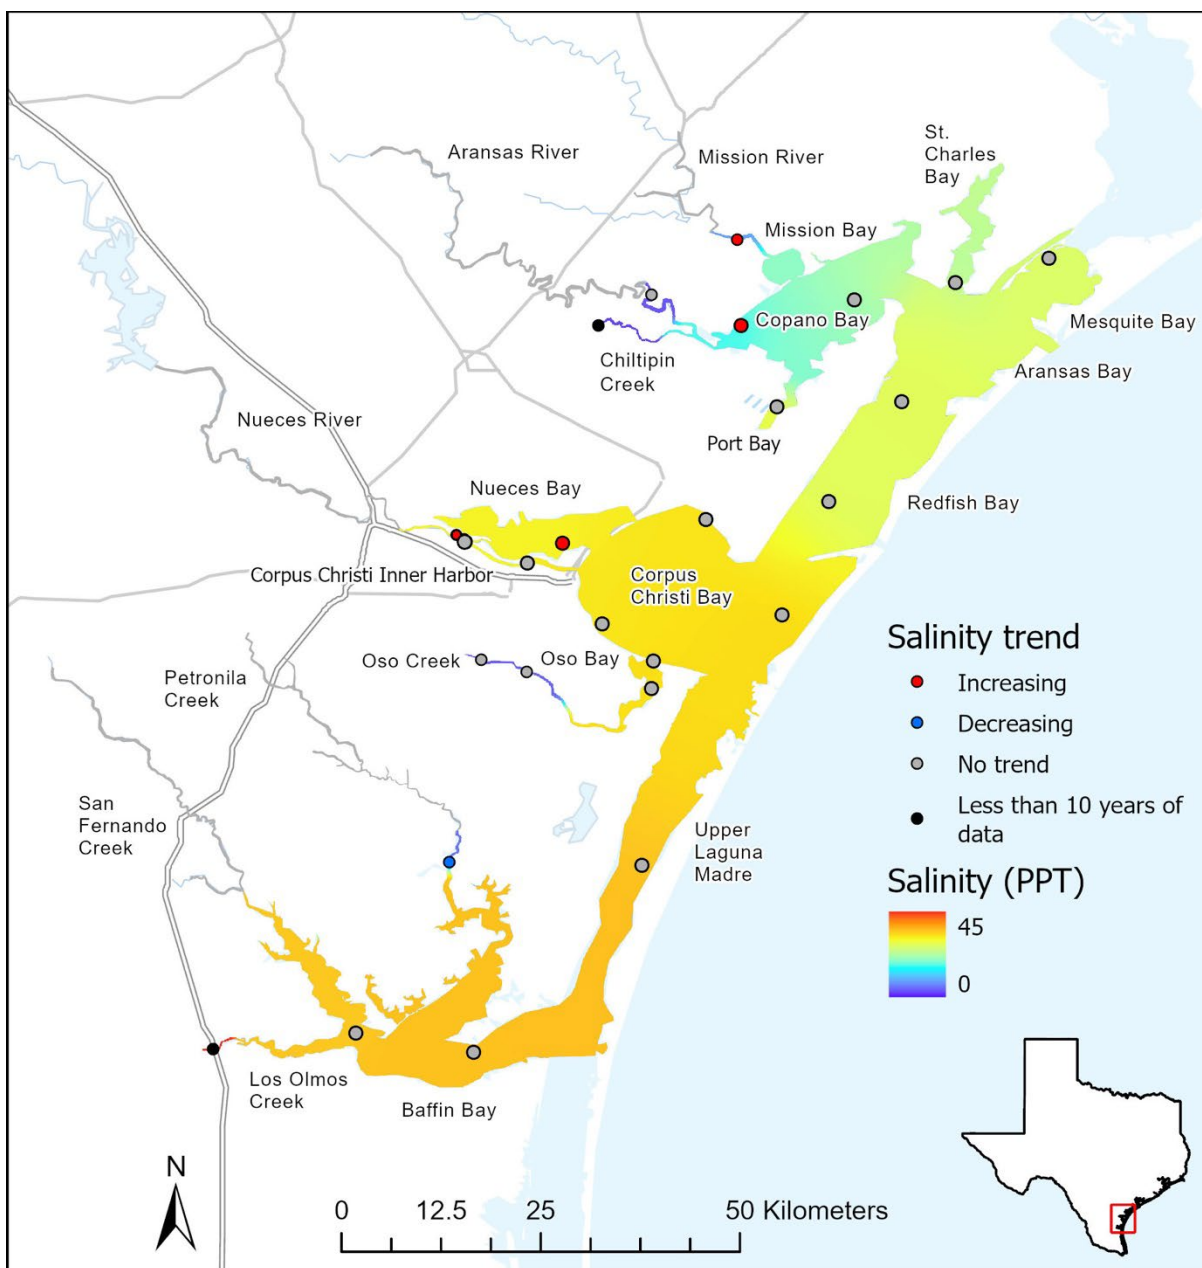 St.
Charles
Bay
Aransas River
Mission River
Mission Bay
Copano Bay
Mesquite Bay
Chiltipin
Creek
Aransas Bay
Nueces River
Port Bay
Nueces Bay
Redfish Bay
Corpus Christi Inner Harbor
Corpus
Christi Bay
Oso Creek
Oso Bay
Petronila
Creek
San
Fernando
Creek
Upper
Laguna
Madre
Los Olmos
Creek
Baffin Bay
Salinity trend
Increasing
Decreasing
No trend
Less than 10 years of
data
Salinity (PPT)
45
0
N
0 12.5 25 50 Kilometers